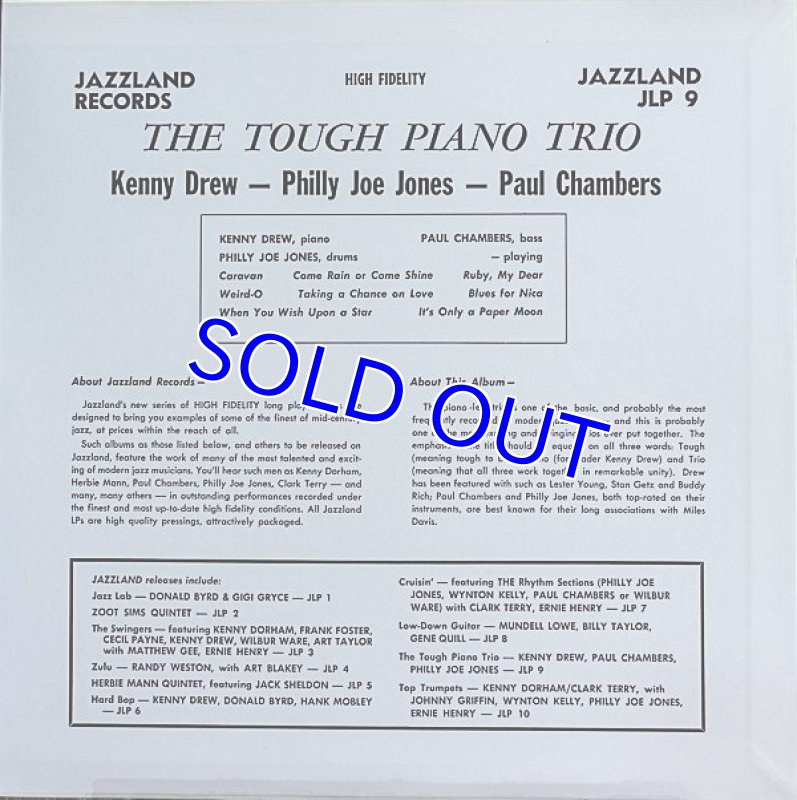 JAZZLAND HIGH FIDELITY JAZZLAND
RECORDS JLP 9
THE TOUGH PIANO TRIO
Kenny Drew — Philly Joe Jones — Paul Chambers
KENNY DREW, piano PAUL CHAMBERS, bass
PHILLY JOE JONES, drums — playing
Caravan Come Rain or Come Shine Ruby, My Dear
Weird-O Taking a Chance on Love Blues for Nica
When You Wish Upon a Star It's Only a Paper Moon
SOLD OUT
About Jazzland Records —
Jazzland's new series of HIGH FIDELITY long
designed to bring you examples of some of the finest of mid-century
jazz, at prices within the reach of all.
Such albums as those listed below, and others to be released on
Jazzland, feature the work of many of the most talented and excit-
ing of modern jazz musicians. You'll hear such men as Kenny Dorham,
Herbie Mann, Paul Chambers, Philly Joe Jones, Clark Terry — and
many, many others — in outstanding performances recorded under
the finest and most up-to-date high fidelity conditions. All Jazzland
LPs are high quality pressings, attractively packaged.
About This Album —
The piano-led trio is one of the basic, and probably the most
frequently recorded modern and this is probably
one of the most and swinging trios ever put together. The
emphasis title should equally on all three words: Tough
(meaning tough to (for leader Kenny Drew) and Trio
(meaning that all three work together in remarkable unity). Drew
has been featured with such as Lester Young, Stan Getz and Buddy
Rich; Paul Chambers and Philly Joe Jones, both top-rated on their
instruments, are best known for their long associations with Miles
Davis.
JAZZLAND releases include:
Jazz Lab — DONALD BYRD & GIGI GRYCE — JLP 1
ZOOT SIMS QUINTET — JLP 2
The Swingers — featuring KENNY DORHAM, FRANK FOSTER,
CECIL PAYNE, KENNY DREW, WILBUR WARE, ART TAYLOR
with MATTHEW GEE, ERNIE HENRY — JLP 3
Zulu — RANDY WESTON, with ART BLAKEY — JLP 4
HERBIE MANN QUINTET, featuring JACK SHELDON — JLP 5
Hard Bop — KENNY DREW, DONALD BYRD, HANK MOBLEY
— JLP 6
Cruisin' — featuring THE Rhythm Sections (PHILLY JOE
JONES, WYNTON KELLY, PAUL CHAMBERS or WILBUR
WARE) with CLARK TERRY, ERNIE HENRY — JLP 7
Low-Down Guitar — MUNDELL LOWE, BILLY TAYLOR,
GENE QUILL — JLP 8
The Tough Piano Trio — KENNY DREW, PAUL CHAMBERS,
PHILLY JOE JONES — JLP 9
Top Trumpets — KENNY DORHAM/CLARK TERRY, with
JOHNNY GRIFFIN, WYNTON KELLY, PHILLY JOE JONES,
ERNIE HENRY — JLP 10